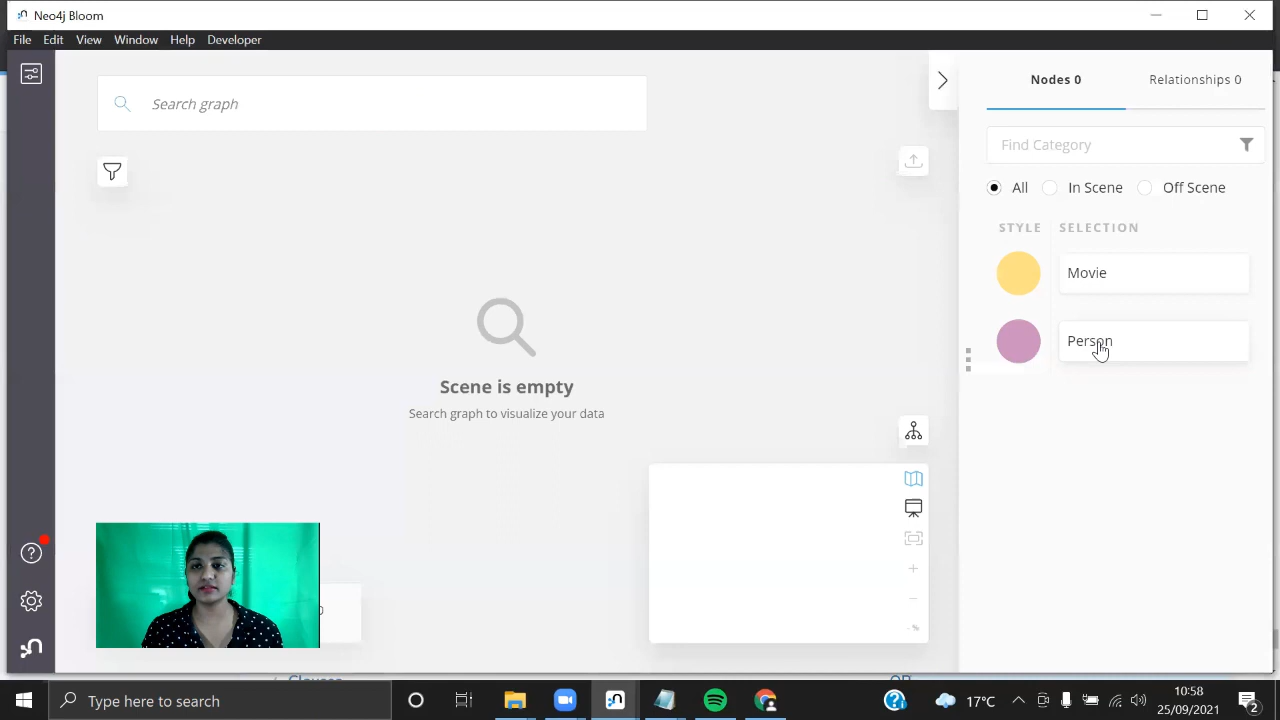 Neo4j Bloom
File Edit View Window Help Developer
Search graph
Nodes 0
Relationships 0
Find Category
All
In Scene
Off Scene
STYLE
SELECTION
Movie
Person
Scene is empty
Search graph to visualize your data
Type here to search
17°C
10:58
25/09/2021
2